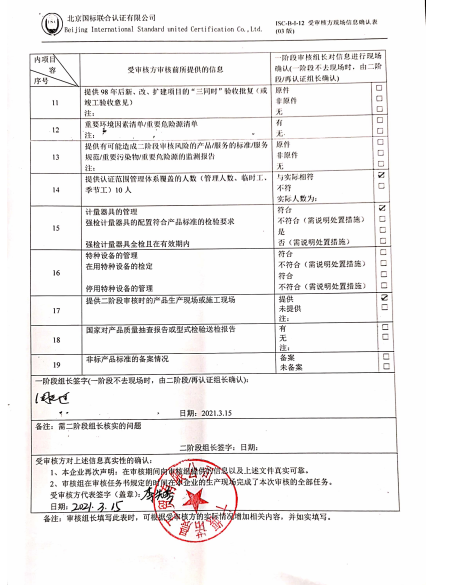 北京国标联合认证有限公司
Beijing International Standard united Certification Co., Ltd.
ISC-B-I-12 受审核方现场信息确认表
(03 版)
内项目
容
序号
受审核方审核前所提供的信息
一阶段审核组长对信息进行现场
确认(一阶段不去现场时，由二阶
段/再认证组长确认)
11
提供 98 年后新、改、扩建项目的“三同时”验收批复（或
竣工验收意见）
注:
原件 □
非原件 □
无 □
12
重要环境因素清单/重要危险源清单
注:
有 □
无 □
13
提供有可能造成二阶段审核风险的产品/服务的标准/服务
规范/重要污染物/重要危险源的监测报告
注:
原件 □
非原件 □
无 □
14
提供认证范围管理体系覆盖的人数（管理人数、临时工、
季节工）10 人
与实际相符 ☑
不符 □
实际人数为:
15
计量器具的管理
强检计量器具的配置符合产品标准的检验要求
强检计量器具全检且在有效期内
符合 ☑
不符合（需说明处置措施） □
是 □
否（需说明处置措施） □
16
特种设备的管理
在用特种设备的检定
停用特种设备的管理
符合 □
不符合（需说明处置措施） □
符合 □
不符合（需说明处置措施） □
17
提供二阶段审核时的产品生产现场或施工现场
提供 ☑
未提供 □
注:
18
国家对产品质量抽查报告或型式检验送检报告
有 □
无 □
注:
19
非标产品标准的备案情况
备案 □
未备案 □
一阶段组长签字(一阶段不去现场时，由二阶段/再认证组长确认):
日期: 2021.3.15
备注: 需二阶段组长核实的问题
二阶段组长签字: 日期:
受审核方对上述信息真实性的确认:
1、本企业再次声明: 在审核期间向审核组提供的信息以及上述文件真实可靠。
2、审核组在审核任务书规定的时间在本企业的生产现场完成了本次审核的全部任务。
受审核方代表签字（盖章）:
日期: 2021. 3. 15
备注: 审核组长填写此表时，可根据受审核方的实际情况增加相关内容，并如实填写。